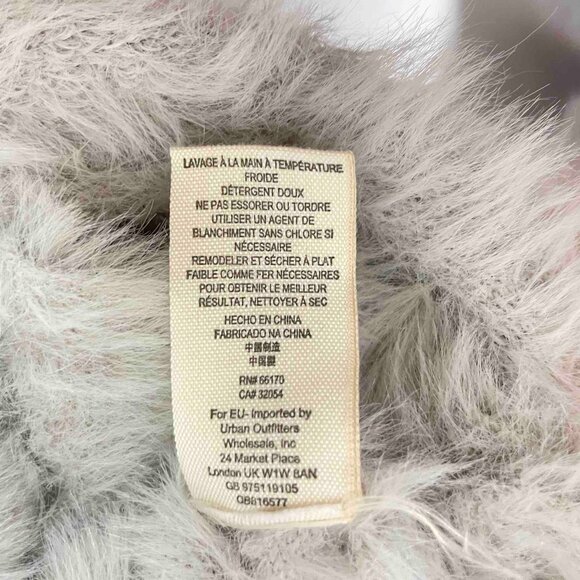 LAVAGE À LA MAIN À TEMPÉRATURE
FROIDE
DÉTERGENT DOUX
NE PAS ESSORER OU TORDRE
UTILISER UN AGENT DE
BLANCHIMENT SANS CHLORE SI
NÉCESSAIRE
REMODELER ET SÉCHER À PLAT
FAIBLE COMME FER NÉCESSAIRES
POUR OBTENIR LE MEILLEUR
RÉSULTAT, NETTOYER À SEC
HECHO EN CHINA
FABRICADO NA CHINA
中國制造
中国製
RN# 66170
CA# 32054
For EU- Imported by
Urban Outfitters
Wholesale, Inc
24 Market Place
London UK W1W 8AN
GB 975119105
GB816577